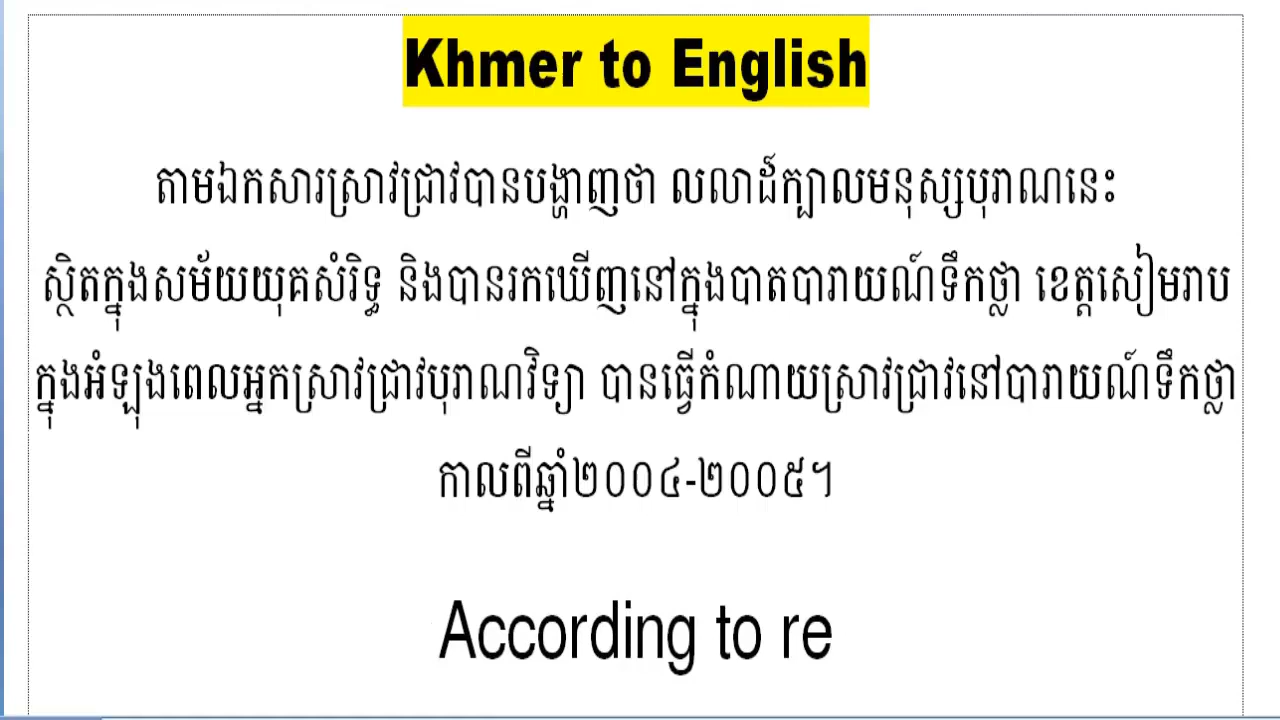 Khmer to English
តាមឯកសារស្រាវជ្រាវបានបង្ហាញថា លលាដ៍ក្បាលមនុស្សបុរាណនេះ
ស្ថិតក្នុងសម័យយុគសំរិទ្ធ និងបានរកឃើញនៅក្នុងបាតបារាយណ៍ទឹកថ្លា ខេត្តសៀមរាប
ក្នុងអំឡុងពេលអ្នកស្រាវជ្រាវបុរាណវិទ្យា បានធ្វើកំណាយស្រាវជ្រាវនៅបារាយណ៍ទឹកថ្លា
កាលពីឆ្នាំ២០០៤-២០០៥។
According to re